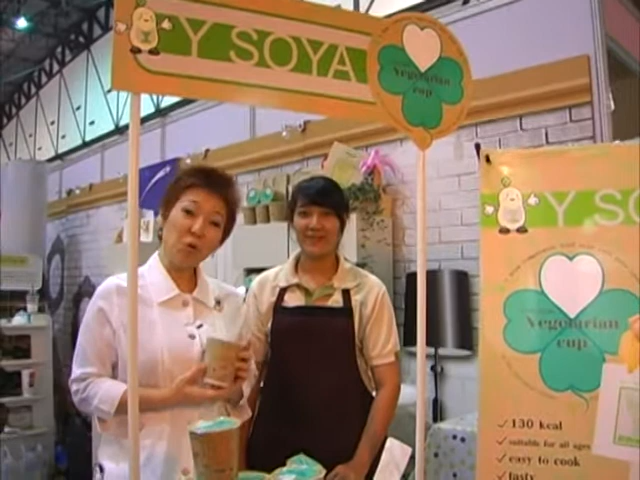 Y SOYA
Vegetarian
cup
Y SO
Vegetarian
cup
✓ 130 kcal
✓ suitable for all ages
✓ easy to cook
✓ tasty